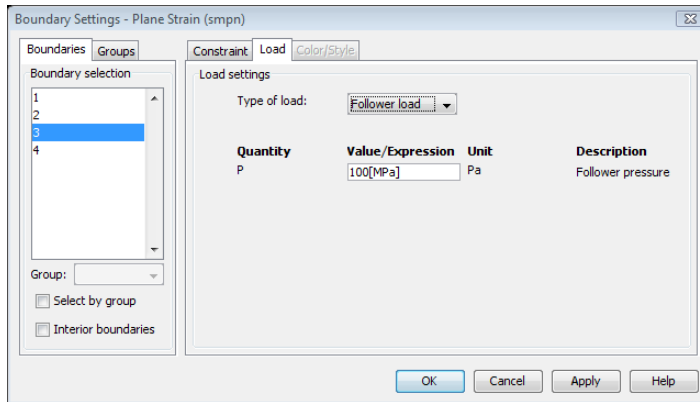 Boundary Settings - Plane Strain (smpn)
Boundaries Groups
Constraint Load Color/Style
Boundary selection
1
2
3
4
Group:
Select by group
Interior boundaries
Load settings
Type of load: Follower load
Quantity Value/Expression Unit Description
P 100[MPa] Pa Follower pressure
OK Cancel Apply Help